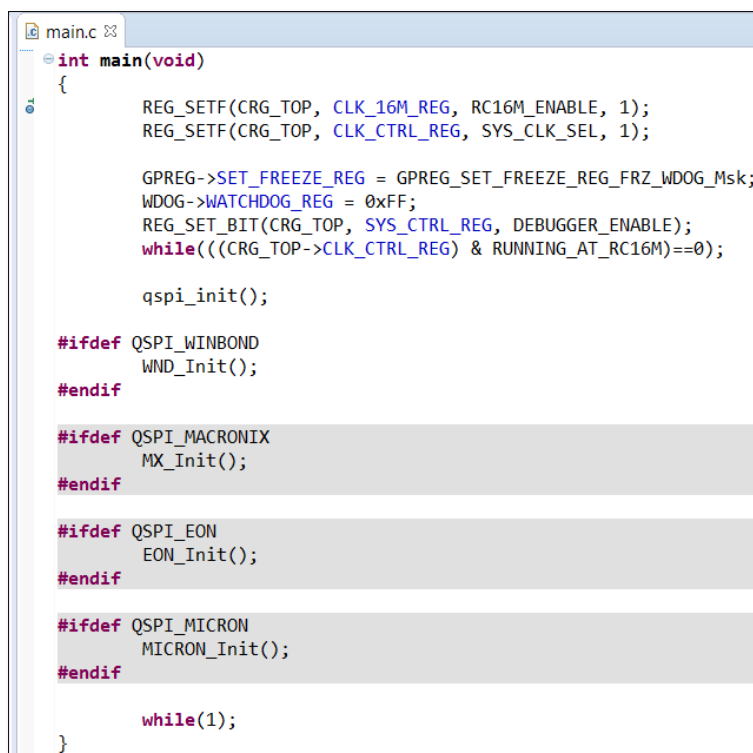 main.c
int main(void)
{
REG_SETF(CRG_TOP, CLK_16M_REG, RC16M_ENABLE, 1);
REG_SETF(CRG_TOP, CLK_CTRL_REG, SYS_CLK_SEL, 1);
GPREG->SET_FREEZE_REG = GPREG_SET_FREEZE_REG_FRZ_WDOG_Msk;
WDOG->WATCHDOG_REG = 0xFF;
REG_SET_BIT(CRG_TOP, SYS_CTRL_REG, DEBUGGER_ENABLE);
while(((CRG_TOP->CLK_CTRL_REG) & RUNNING_AT_RC16M)==0);
qspi_init();
#ifdef QSPI_WINBOND
WND_Init();
#endif
#ifdef QSPI_MACRONIX
MX_Init();
#endif
#ifdef QSPI_EON
EON_Init();
#endif
#ifdef QSPI_MICRON
MICRON_Init();
#endif
while(1);
}